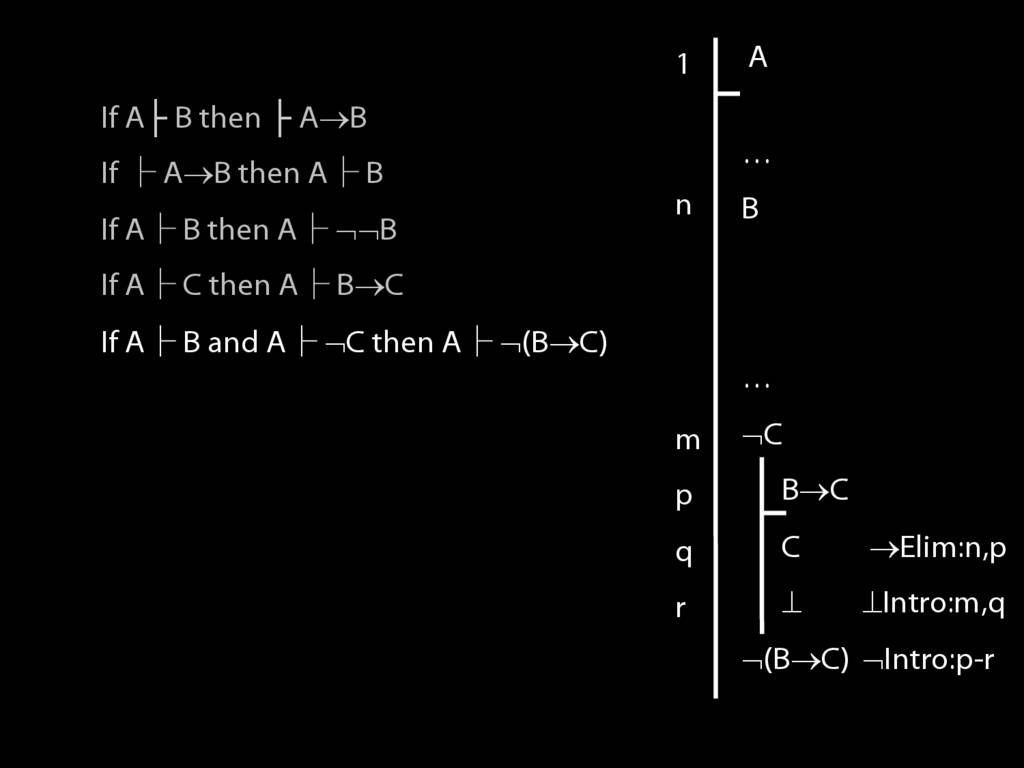 If A ├ B then ├ A→B
If ├ A→B then A ├ B
If A ├ B then A ├ ¬¬B
If A ├ C then A ├ B→C
If A ├ B and A ├ ¬C then A ├ ¬(B→C)
1 A
…
n B
…
m ¬C
p B→C
q C →Elim:n,p
r ⊥ ⊥Intro:m,q
¬(B→C) ¬Intro:p-r